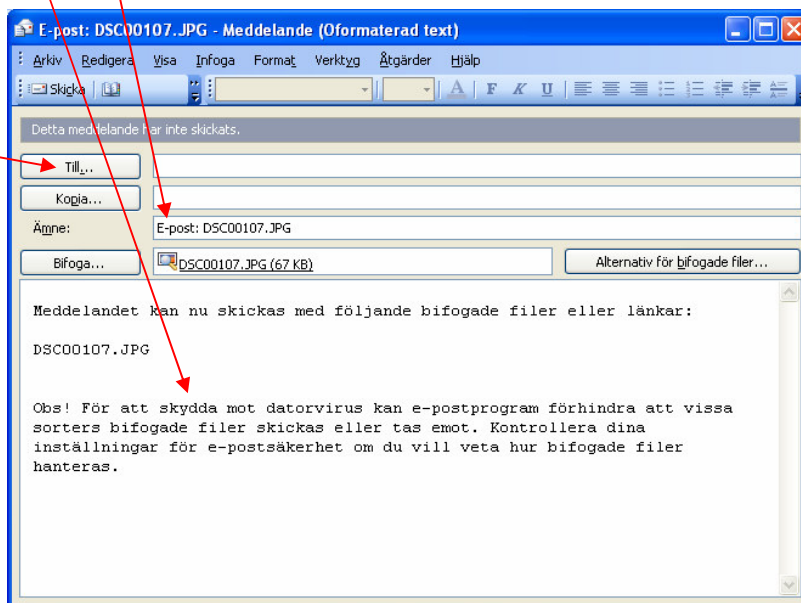 E-post: DSC00107.JPG - Meddelande (Oformaterad text)
Arkiv Redigera Visa Infoga Format Verktyg Åtgärder Hjälp
Skicka A F K U
Detta meddelande har inte skickats.
Till...
Kopia...
Ämne: E-post: DSC00107.JPG
Bifoga... DSC00107.JPG (67 KB) Alternativ för bifogade filer...
Meddelandet kan nu skickas med följande bifogade filer eller länkar:
DSC00107.JPG
Obs! För att skydda mot datorvirus kan e-postprogram förhindra att vissa
sorters bifogade filer skickas eller tas emot. Kontrollera dina
inställningar för e-postsäkerhet om du vill veta hur bifogade filer
hanteras.